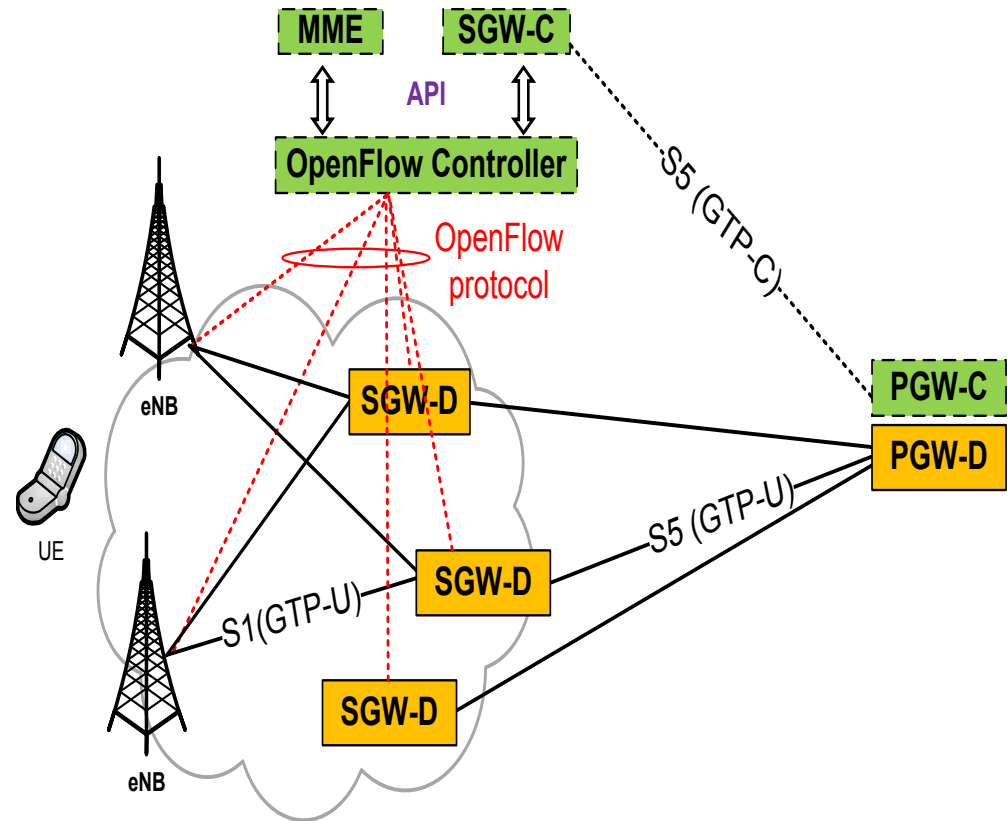 MME
SGW-C
API
OpenFlow Controller
OpenFlow
protocol
S5 (GTP-C)
eNB
SGW-D
PGW-C
PGW-D
S5 (GTP-U)
UE
SGW-D
S1(GTP-U)
SGW-D
eNB